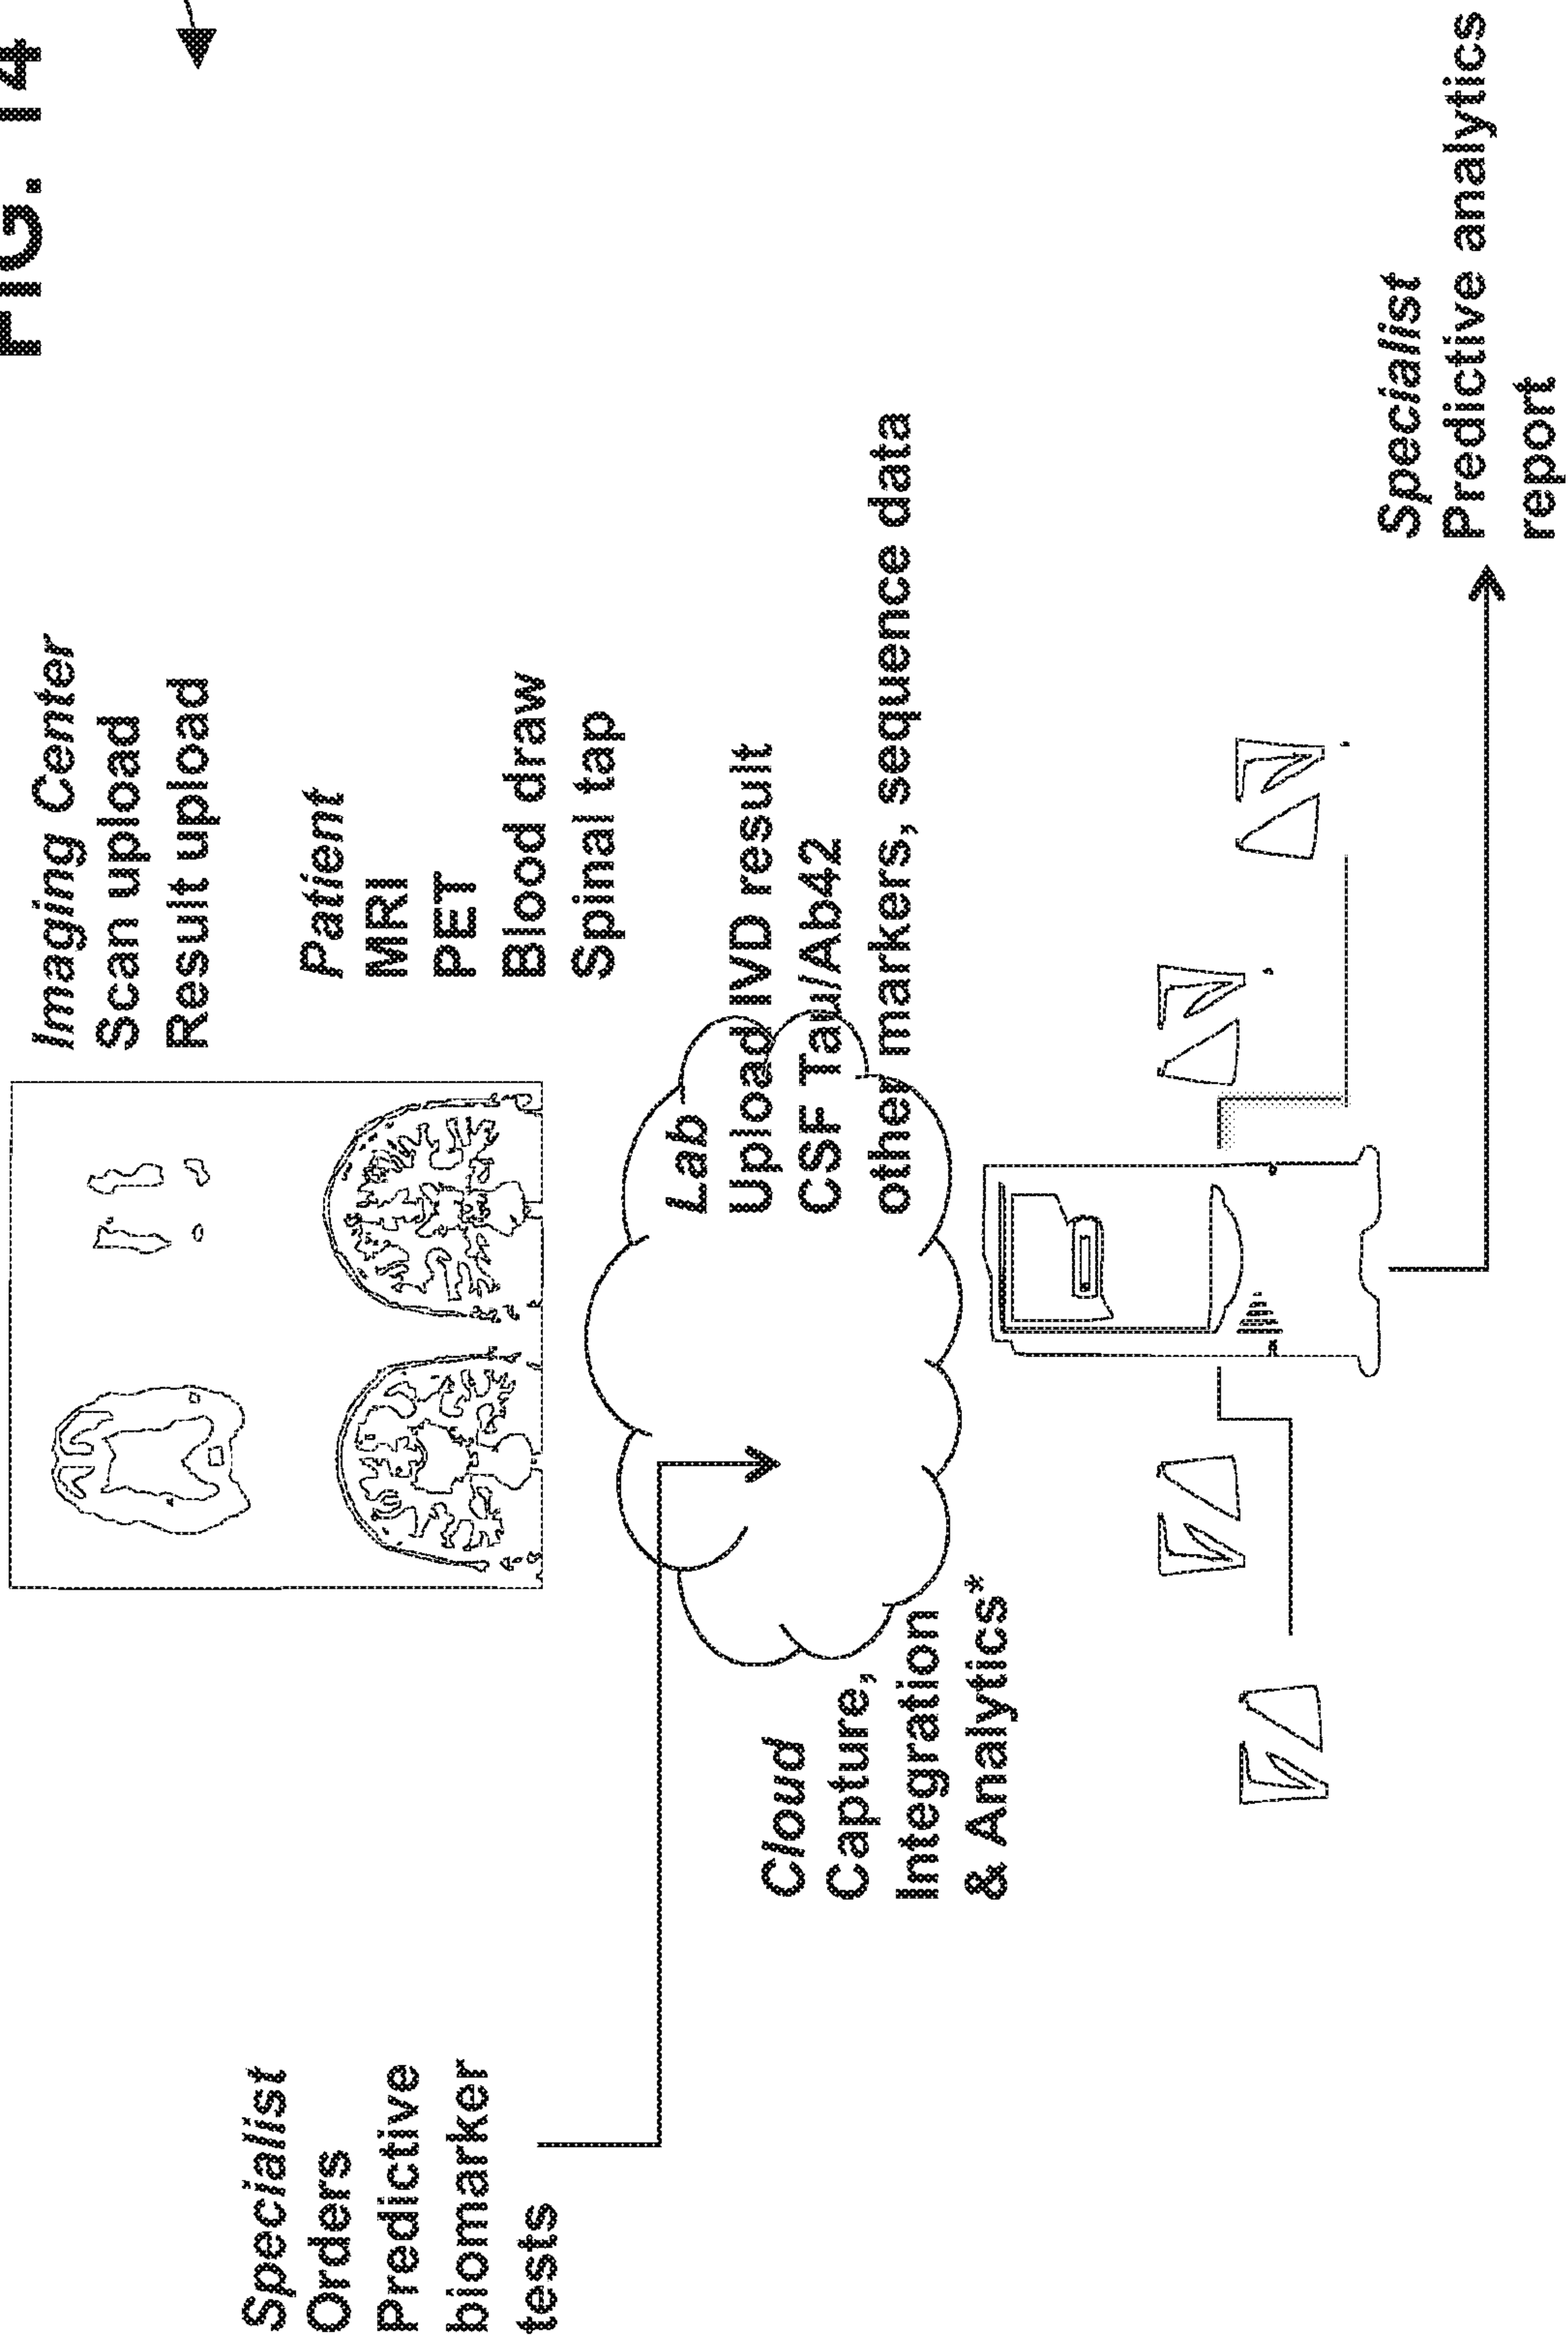 FIG. 14
Imaging Center
Scan upload
Result upload
Patient
MRI
PET
Blood draw
Spinal tap
Specialist
Orders
Predictive
biomarker
tests
Lab
Upload IVD result
CSF Tau/Ab42
other markers, sequence data
Cloud
Capture,
Integration
& Analytics*
Specialist
Predictive analytics
report